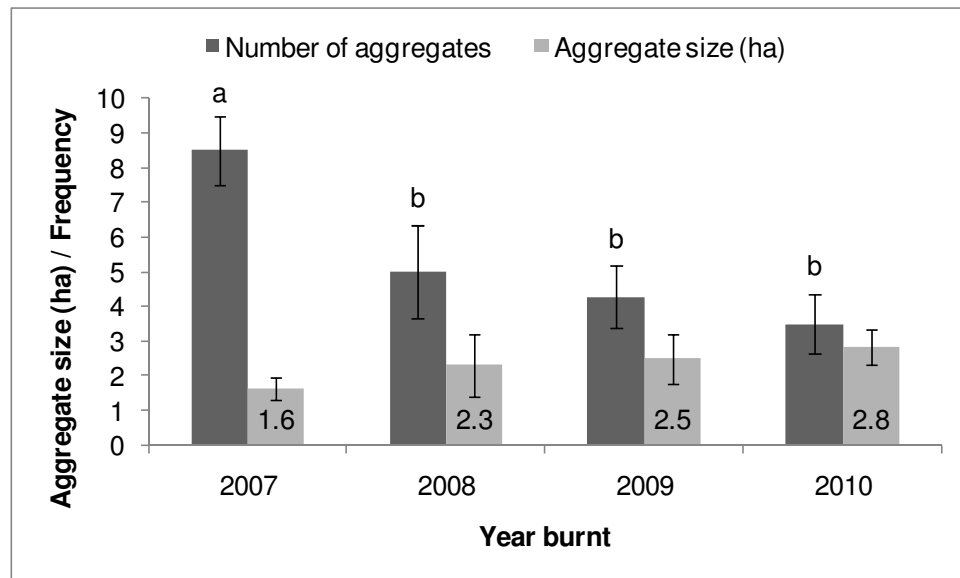 Number of aggregates Aggregate size (ha)
Aggregate size (ha) / Frequency
10
9
8
7
6
5
4
3
2
1
0
a
b
b
b
1.6
2.3
2.5
2.8
2007 2008 2009 2010
Year burnt